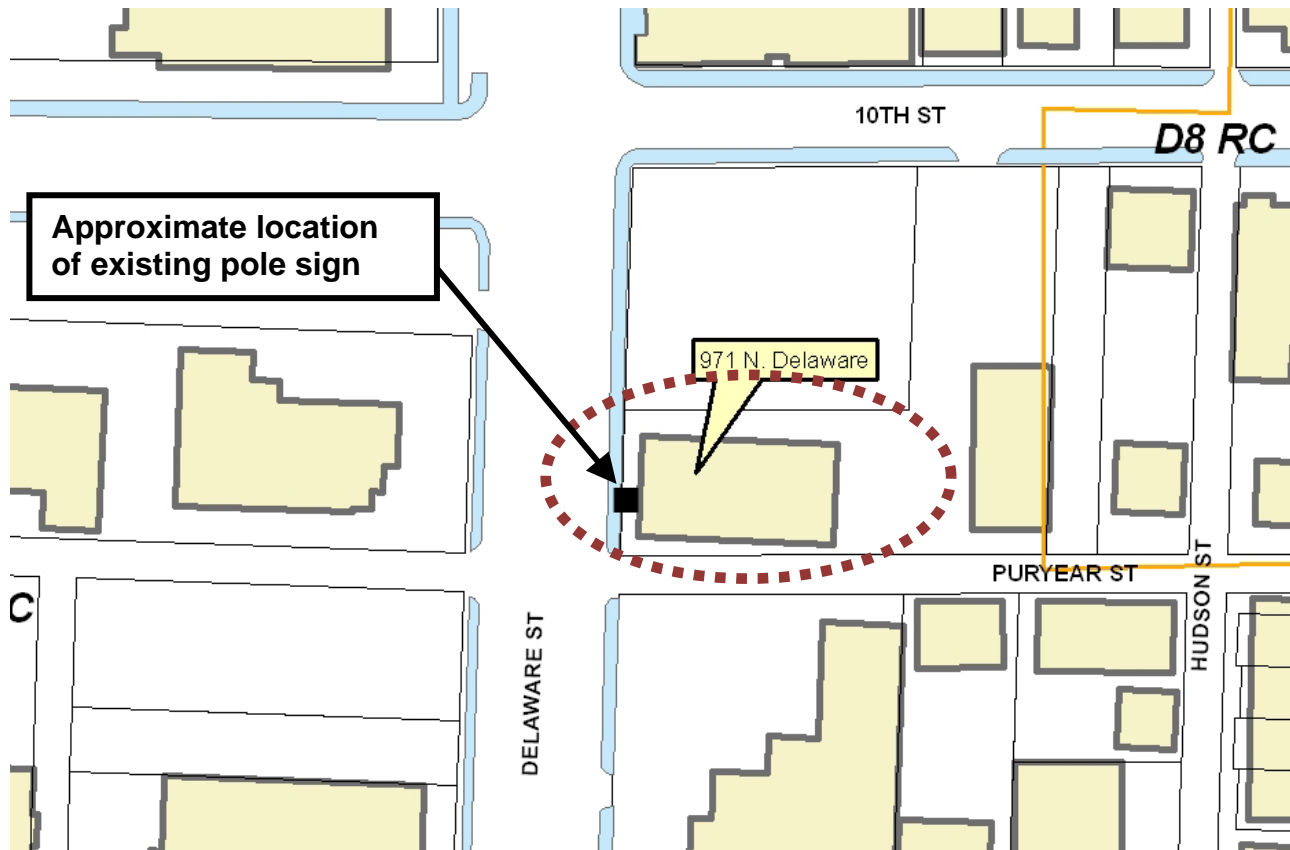 10TH ST
D8 RC
Approximate location
of existing pole sign
971 N. Delaware
PURYEAR ST
HUDSON ST
C
DELAWARE ST